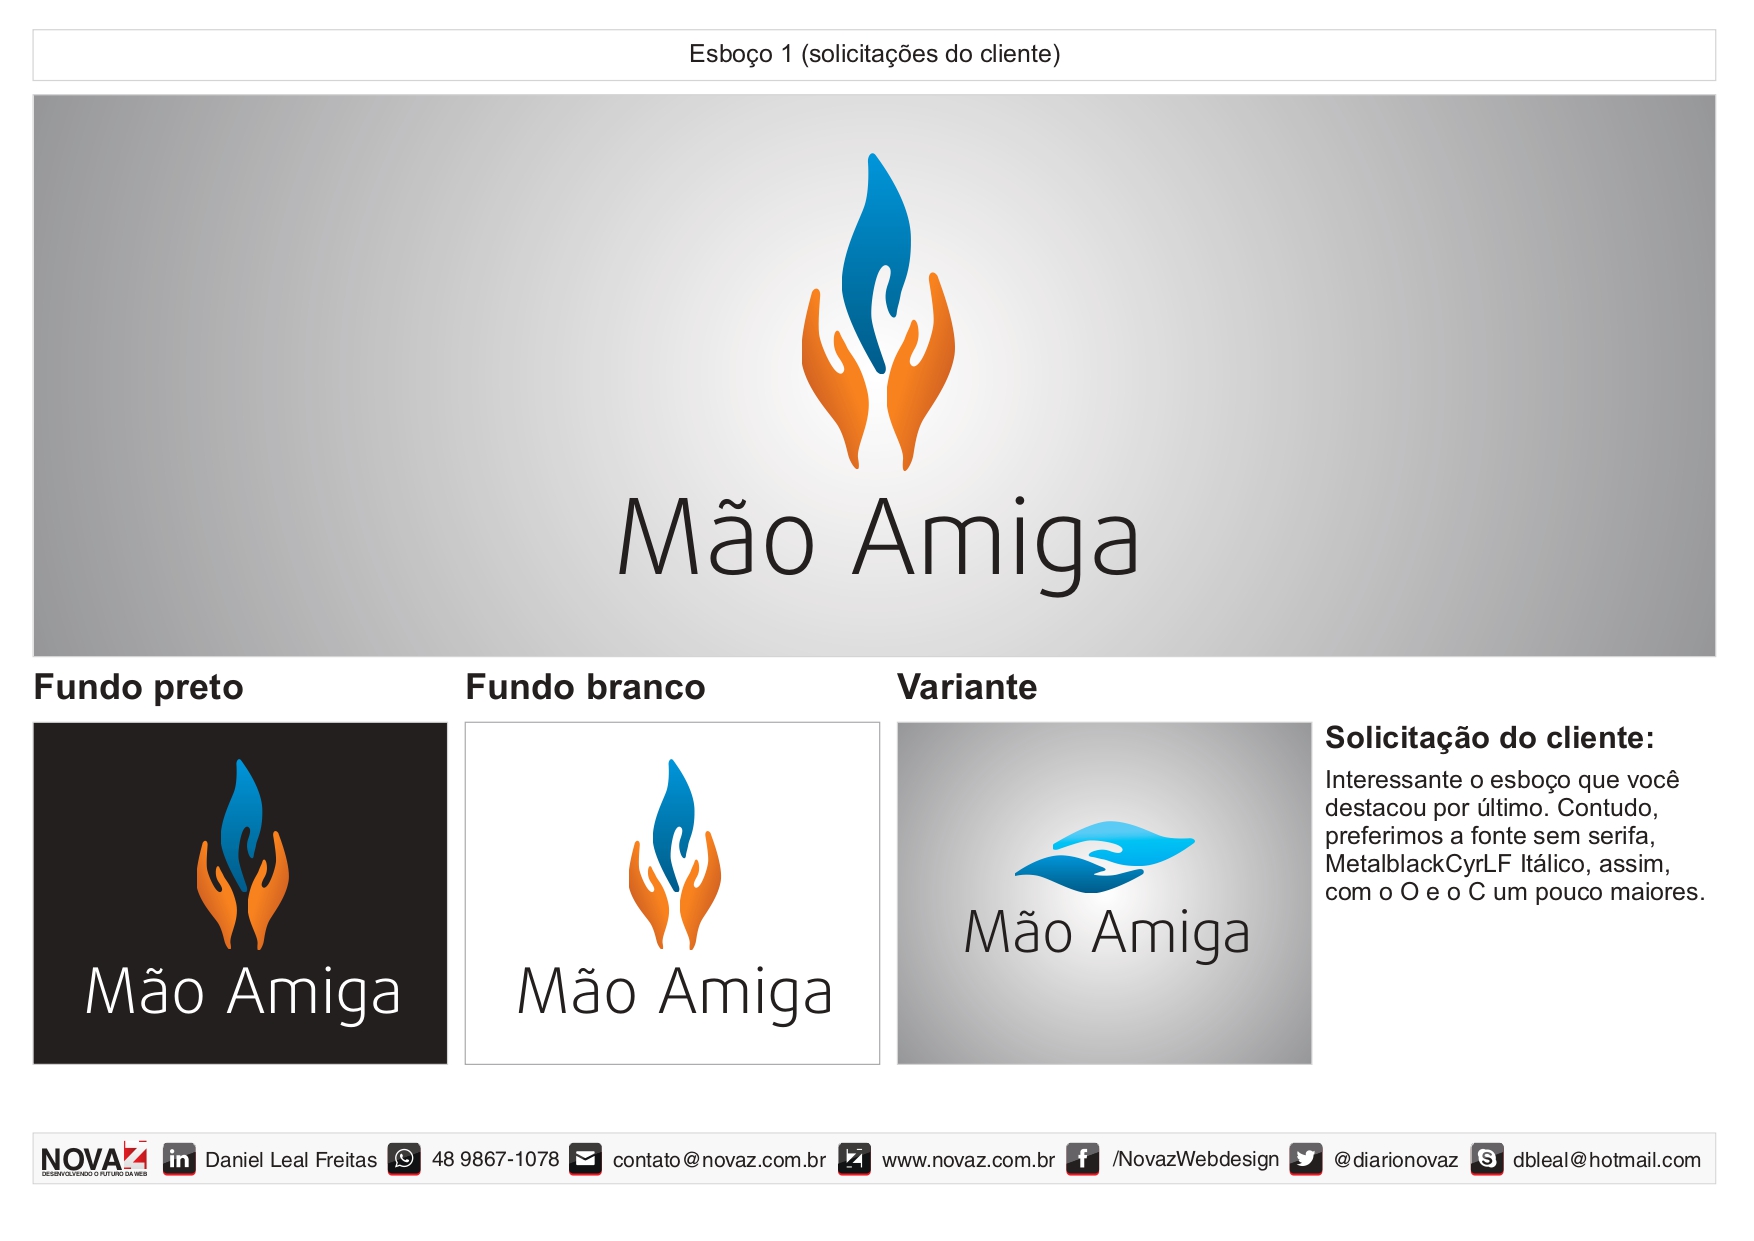 Esboço 1 (solicitações do cliente)
Mão Amiga
Fundo preto
Fundo branco
Variante
Mão Amiga
Mão Amiga
Mão Amiga
Solicitação do cliente:
Interessante o esboço que você
destacou por último. Contudo,
preferimos a fonte sem serifa,
MetalblackCyrLF Itálico, assim,
com o O e o C um pouco maiores.
NOVAZ
DESENVOLVENDO O FUTURO DA WEB
in Daniel Leal Freitas
48 9867-1078
contato@novaz.com.br
www.novaz.com.br
f /NovazWebdesign
@diarionovaz
S dbleal@hotmail.com